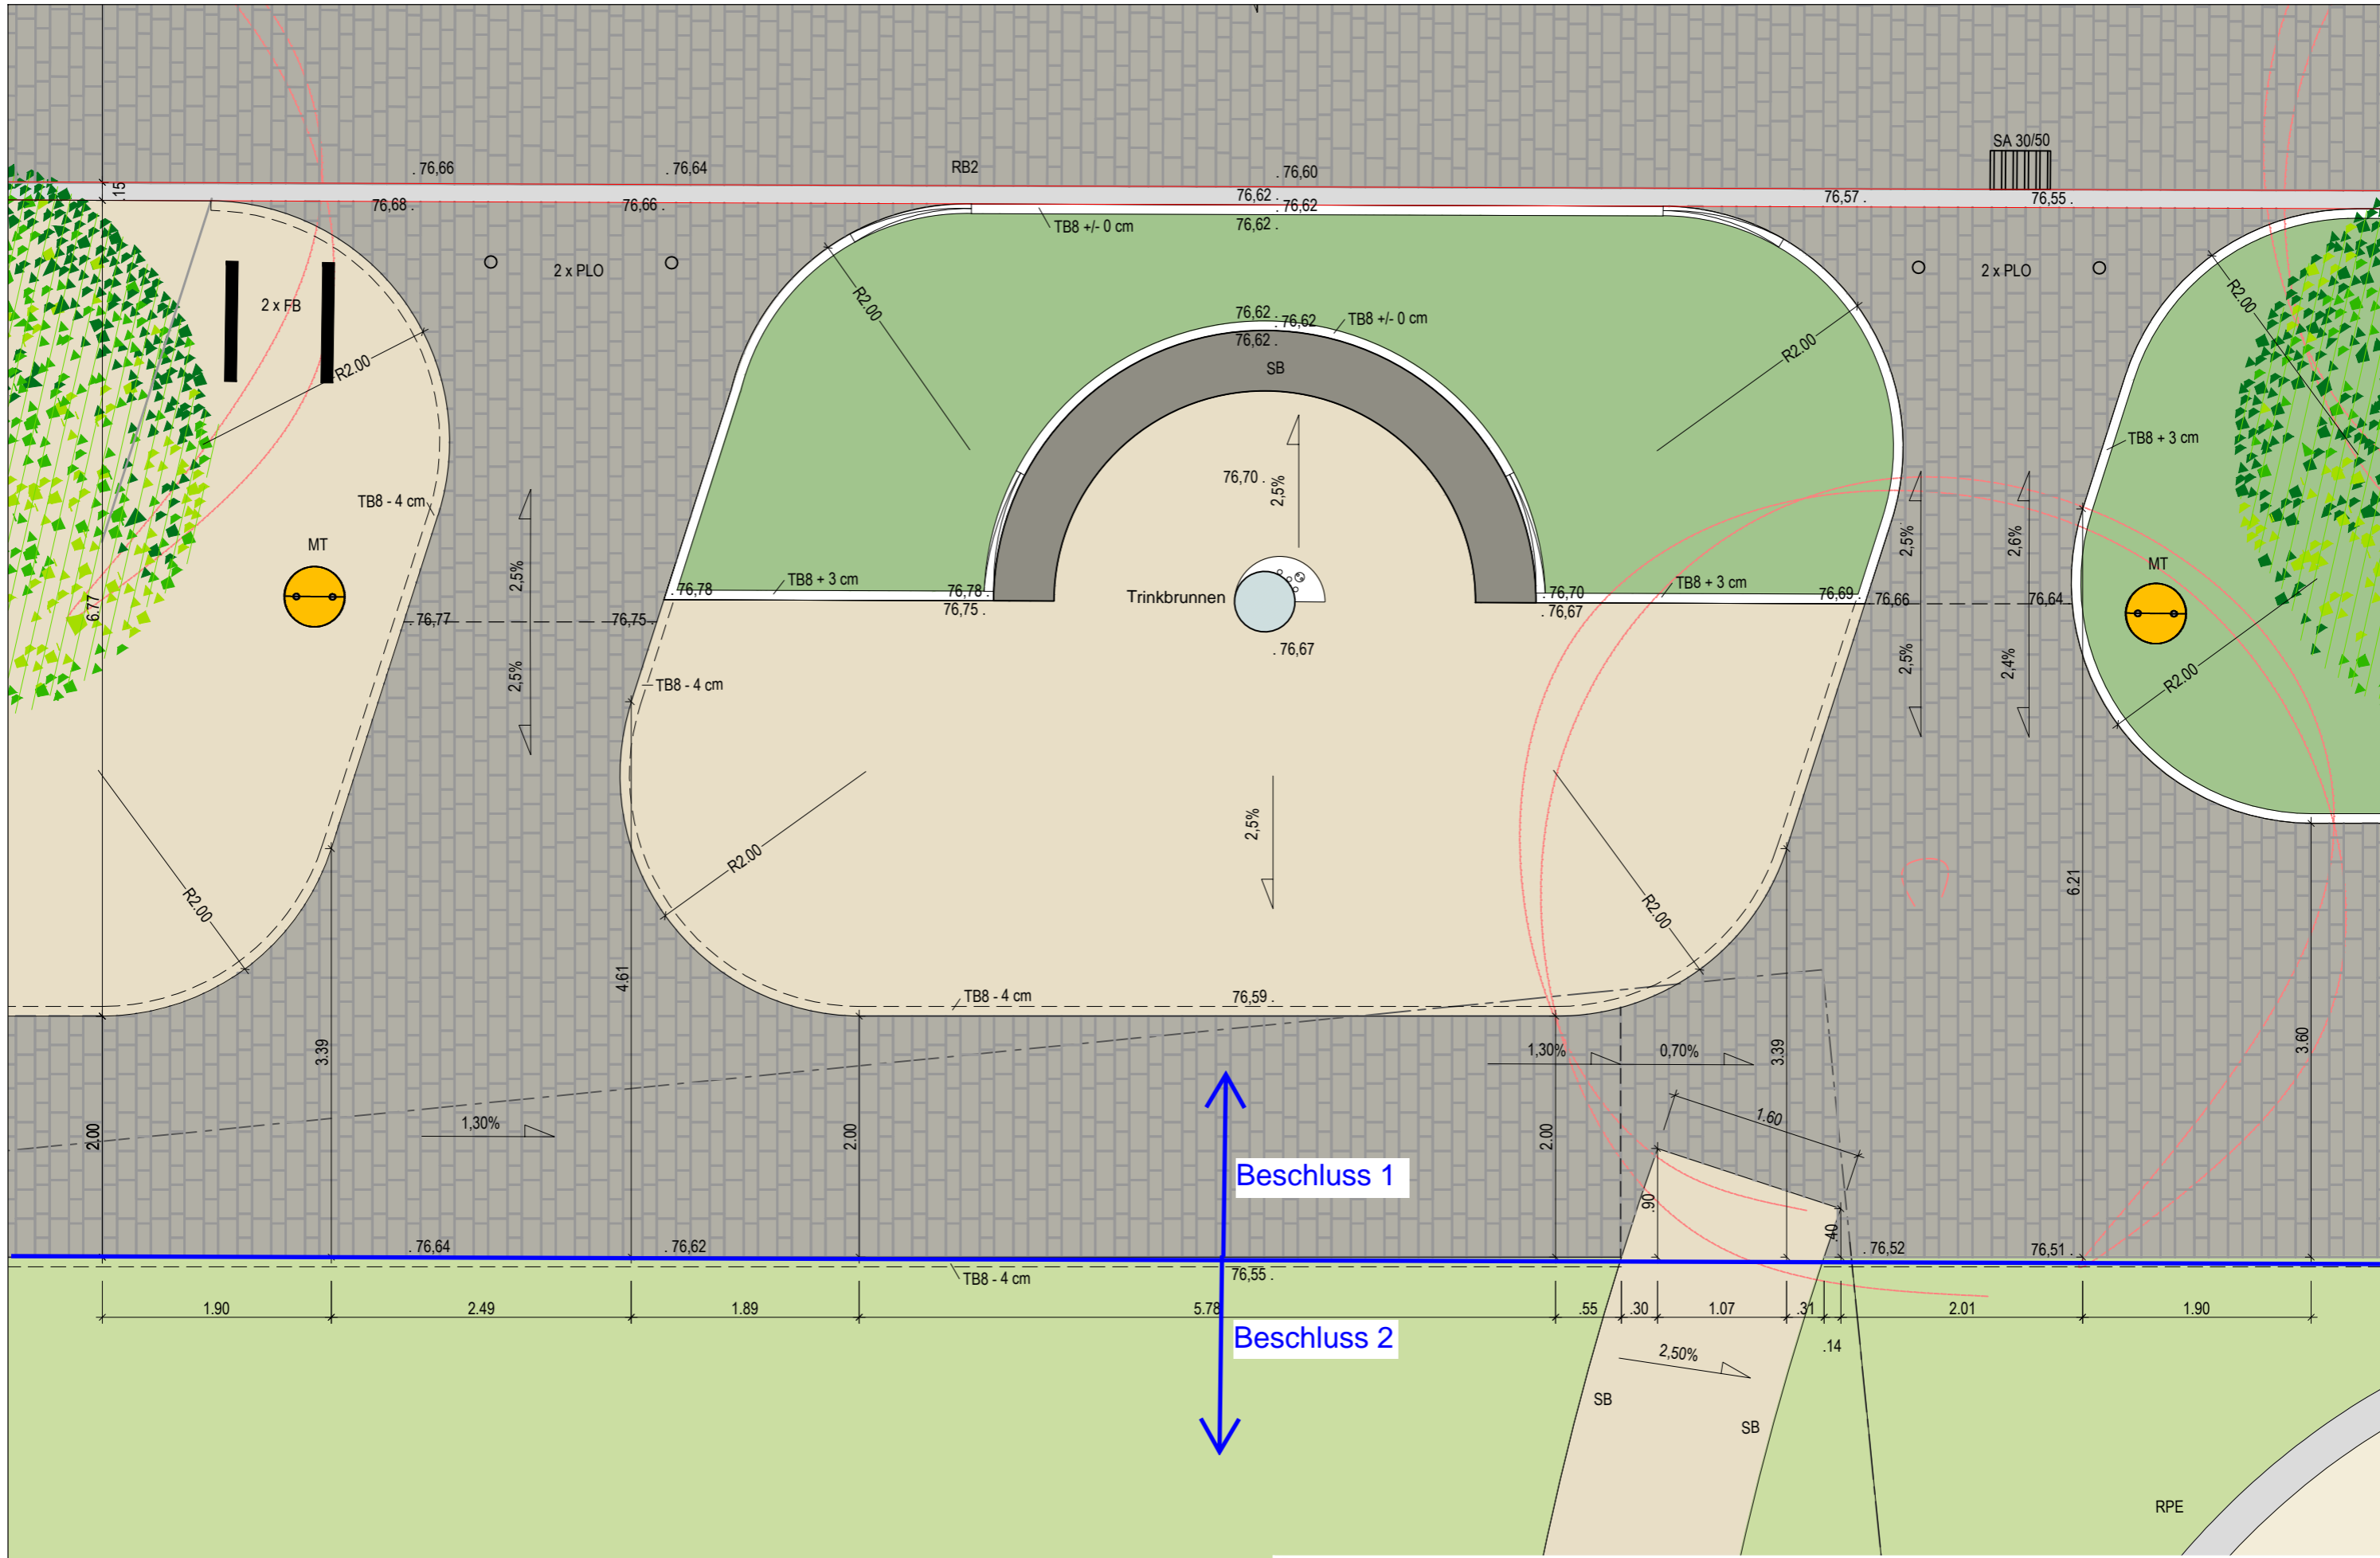 SA 30/50
. 76,66
. 76,64
RB2
. 76,60
.15
76,68 .
76,66 .
76,62 .
. 76,62
76,62 .
76,57 .
76,55 .
TB8 +/- 0 cm
2 x PLO
2 x PLO
2 x FB
R2.00
R2.00
R2.00
R2.00
76,62 .
. 76,62
TB8 +/- 0 cm
76,62 .
SB
TB8 + 3 cm
76,70 .
2,5%
TB8 - 4 cm
MT
2,5%
2,5%
2,6%
MT
6.77
. 76,78
TB8 + 3 cm
76,78 .
76,75 .
Trinkbrunnen
. 76,70
. 76,67
TB8 + 3 cm
76,69 .
. 76,66
76,64 .
. 76,77
76,75 .
. 76,67
2,5%
2,5%
2,4%
TB8 - 4 cm
R2.00
2,5%
R2.00
R2.00
R2.00
6.21
4.61
TB8 - 4 cm
76,59 .
3.39
1,30%
0,70%
3.39
3.60
1,30%
2.00
2.00
2.00
1.60
Beschluss 1
.90
.40
. 76,64
. 76,62
. 76,52
76,51 .
TB8 - 4 cm
76,55 .
1.90
2.49
1.89
5.78
.55
.30
1.07
.31
2.01
1.90
.14
Beschluss 2
2,50%
SB
SB
RPE